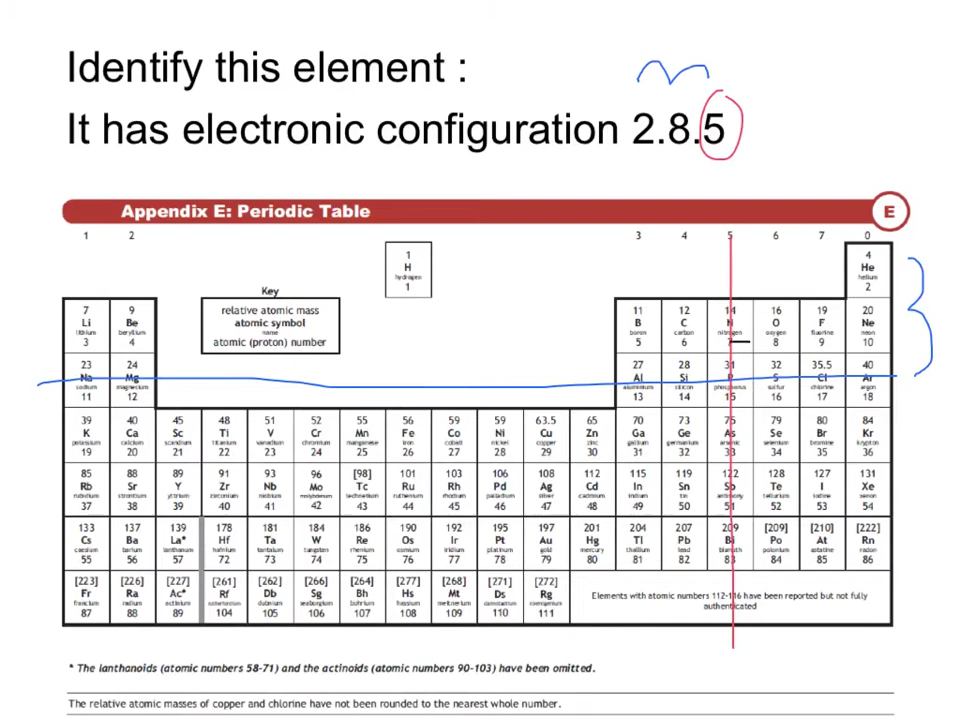 Identify this element :
It has electronic configuration 2.8.5
Appendix E: Periodic Table E
1 2 3 4 5 6 7 0
1 4
H He
hydrogen helium
1 2
Key
relative atomic mass
atomic symbol
name
atomic (proton) number
7 9 11 12 14 16 19 20
Li Be B C N O F Ne
lithium beryllium boron carbon nitrogen oxygen fluorine neon
3 4 5 6 7 8 9 10
23 24 27 28 31 32 35.5 40
Na Mg Al Si P S Cl Ar
sodium magnesium aluminium silicon phosphorus sulfur chlorine argon
11 12 13 14 15 16 17 18
39 40 45 48 51 52 55 56 59 59 63.5 65 70 73 75 79 80 84
K Ca Sc Ti V Cr Mn Fe Co Ni Cu Zn Ga Ge As Se Br Kr
potassium calcium scandium titanium vanadium chromium manganese iron cobalt nickel copper zinc gallium germanium arsenic selenium bromine krypton
19 20 21 22 23 24 25 26 27 28 29 30 31 32 33 34 35 36
85 88 89 91 93 96 [98] 101 103 106 108 112 115 119 122 128 127 131
Rb Sr Y Zr Nb Mo Tc Ru Rh Pd Ag Cd In Sn Sb Te I Xe
rubidium strontium yttrium zirconium niobium molybdenum technetium ruthenium rhodium palladium silver cadmium indium tin antimony tellurium iodine xenon
37 38 39 40 41 42 43 44 45 46 47 48 49 50 51 52 53 54
133 137 139 178 181 184 186 190 192 195 197 201 204 207 209 [209] [210] [222]
Cs Ba La* Hf Ta W Re Os Ir Pt Au Hg Tl Pb Bi Po At Rn
caesium barium lanthanum hafnium tantalum tungsten rhenium osmium iridium platinum gold mercury thallium lead bismuth polonium astatine radon
55 56 57 72 73 74 75 76 77 78 79 80 81 82 83 84 85 86
[223] [226] [227] [261] [262] [266] [264] [277] [268] [271] [272]
Fr Ra Ac* Rf Db Sg Bh Hs Mt Ds Rg
francium radium actinium rutherfordium dubnium seaborgium bohrium hassium meitnerium darmstadtium roentgenium
87 88 89 104 105 106 107 108 109 110 111
Elements with atomic numbers 112-116 have been reported but not fully
authenticated
* The lanthanoids (atomic numbers 58-71) and the actinoids (atomic numbers 90-103) have been omitted.
The relative atomic masses of copper and chlorine have not been rounded to the nearest whole number.